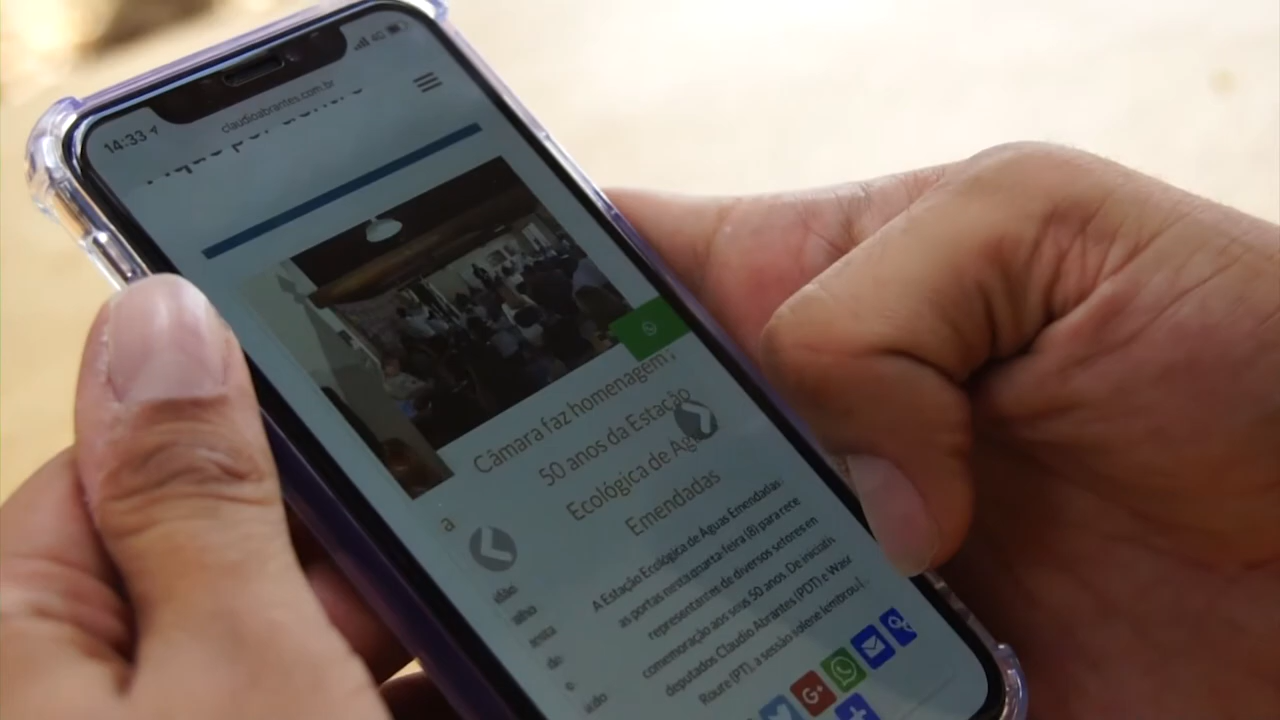 14:33
4G
claudioabrantes.com.br
Câmara faz homenagem
50 anos da Estação
Ecológica de
Emendadas
a
A Estação Ecológica de Águas Emendadas
as portas nesta quarta-feira (8) para rece
representantes de diversos setores em
comemoração aos seus 50 anos. De iniciati
deputados Claudio Abrantes (PDT) e Wasr
Roure (PT), a sessão solene lembrou
G+